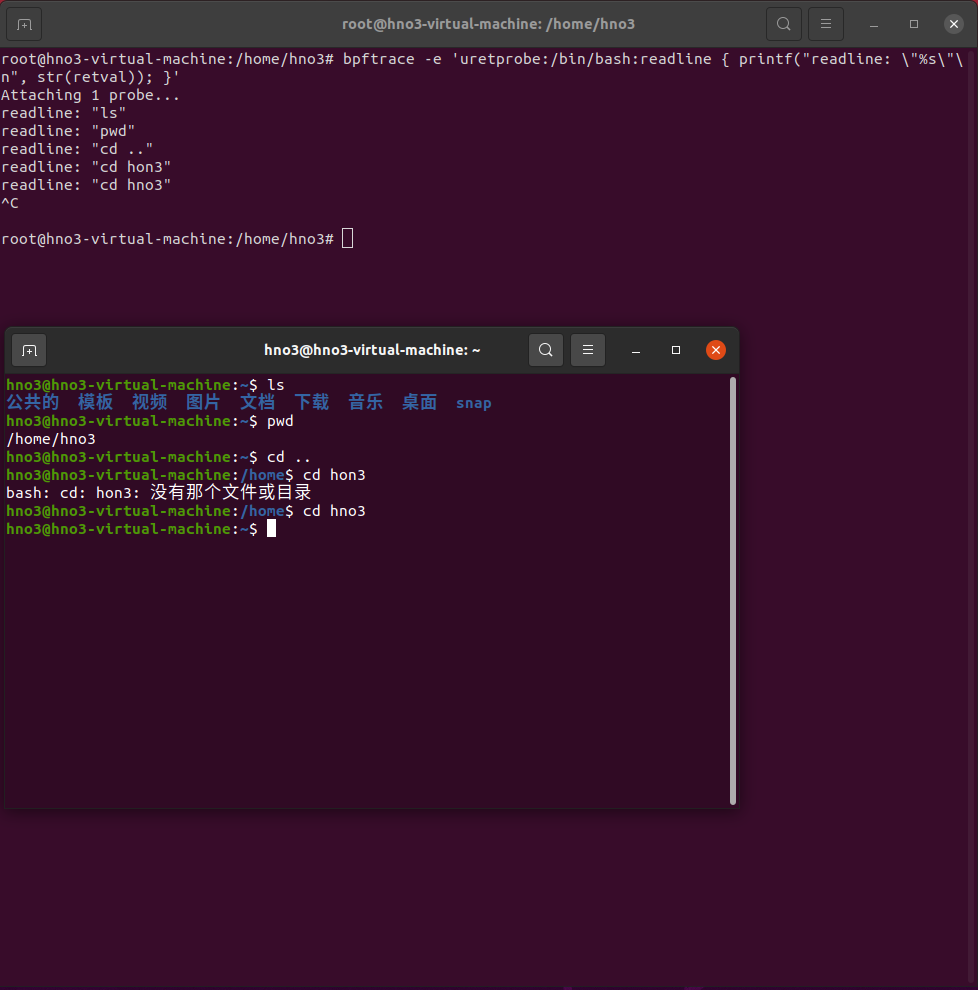 root@hno3-virtual-machine: /home/hno3
root@hno3-virtual-machine:/home/hno3# bpftrace -e 'uretprobe:/bin/bash:readline { printf("readline: \"%s\"\
n", str(retval)); }'
Attaching 1 probe...
readline: "ls"
readline: "pwd"
readline: "cd .."
readline: "cd hon3"
readline: "cd hno3"
^C
root@hno3-virtual-machine:/home/hno3#
hno3@hno3-virtual-machine: ~
hno3@hno3-virtual-machine:~$ ls
公共的 模板 视频 图片 文档 下载 音乐 桌面 snap
hno3@hno3-virtual-machine:~$ pwd
/home/hno3
hno3@hno3-virtual-machine:~$ cd ..
hno3@hno3-virtual-machine:/home$ cd hon3
bash: cd: hon3: 没有那个文件或目录
hno3@hno3-virtual-machine:/home$ cd hno3
hno3@hno3-virtual-machine:~$